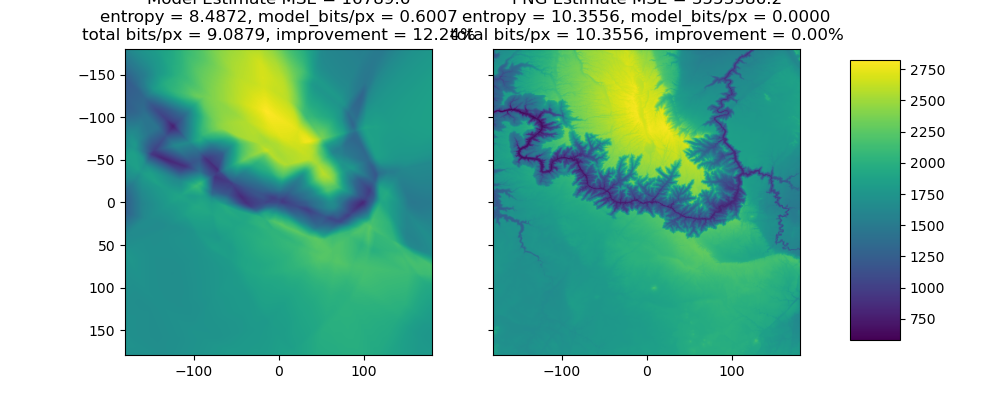 entropy = 8.4872, model_bits/px = 0.6007
total bits/px = 9.0879, improvement = 12.24%
entropy = 10.3556, model_bits/px = 0.0000
total bits/px = 10.3556, improvement = 0.00%
−150
−100
−50
0
50
100
150
−100 0 100
−100 0 100
2750
2500
2250
2000
1750
1500
1250
1000
750